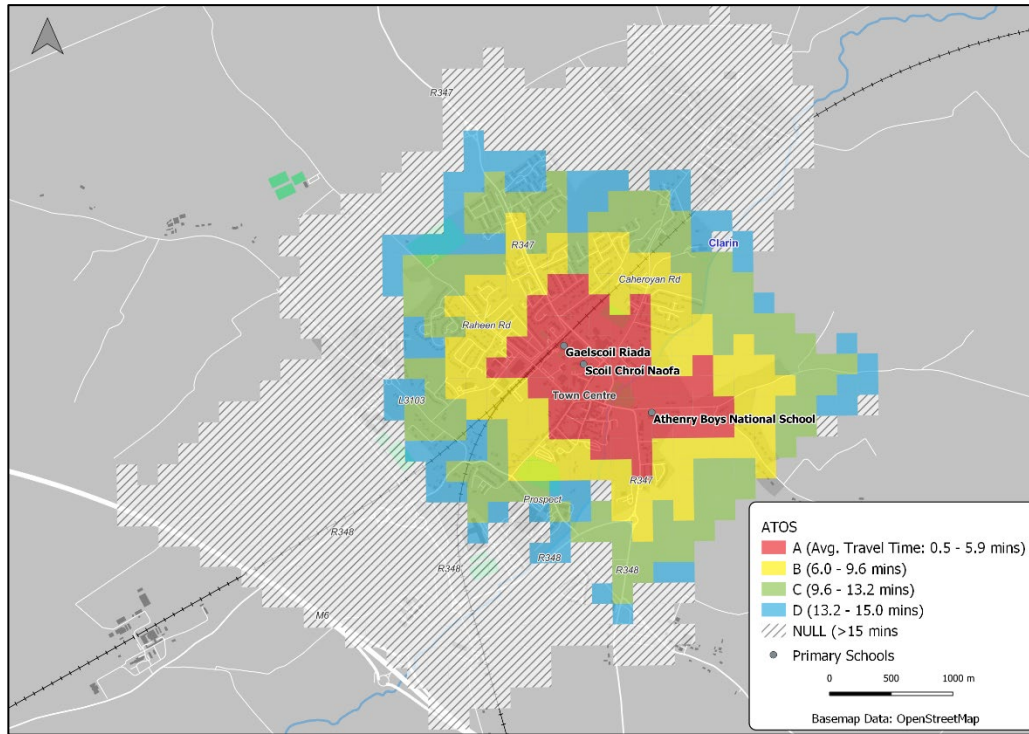 R347
Clarin
R347
Caheroyan Rd
Raheen Rd
Gaelscoil Riada
Scoil Chroi Naofa
Town Centre
L3103
Athenry Boys National School
R347
Prospect
R348
R348
R348
R348
M6
ATOS
A (Avg. Travel Time: 0.5 - 5.9 mins)
B (6.0 - 9.6 mins)
C (9.6 - 13.2 mins)
D (13.2 - 15.0 mins)
NULL (>15 mins
Primary Schools
0 500 1000 m
Basemap Data: OpenStreetMap